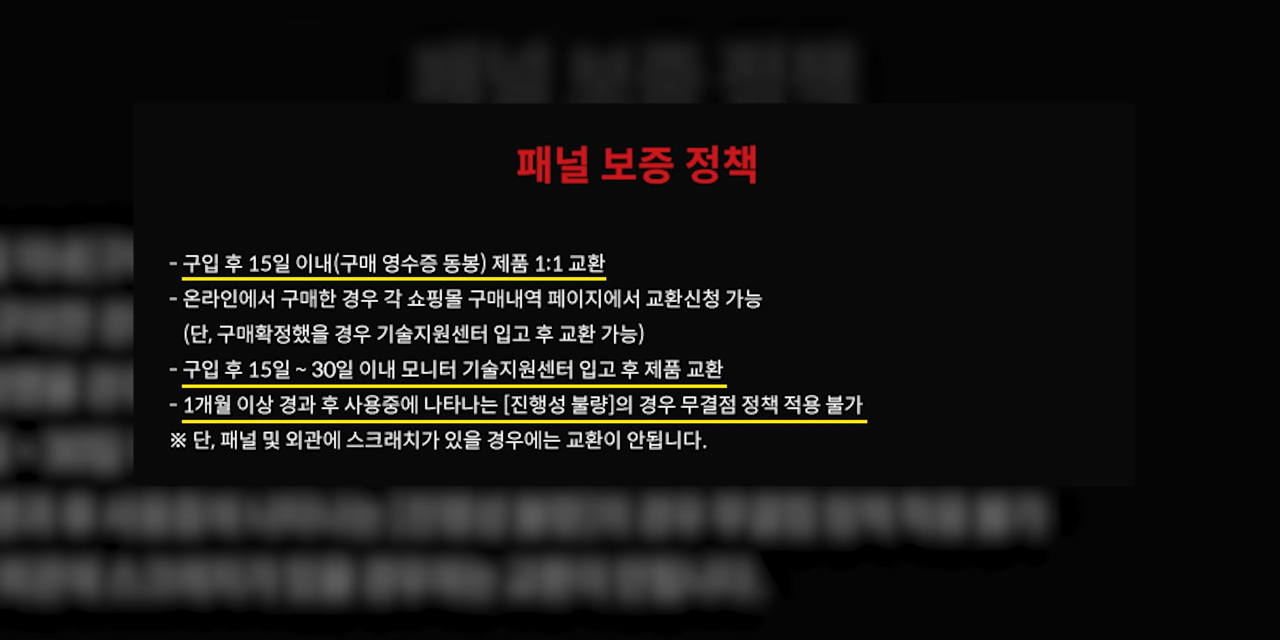 패널 보증 정책
- 구입 후 15일 이내(구매 영수증 동봉) 제품 1:1 교환
- 온라인에서 구매한 경우 각 쇼핑몰 구매내역 페이지에서 교환신청 가능
(단, 구매확정했을 경우 기술지원센터 입고 후 교환 가능)
- 구입 후 15일 ~ 30일 이내 모니터 기술지원센터 입고 후 제품 교환
- 1개월 이상 경과 후 사용중에 나타나는 [진행성 불량]의 경우 무결점 정책 적용 불가
※ 단, 패널 및 외관에 스크래치가 있을 경우에는 교환이 안됩니다.